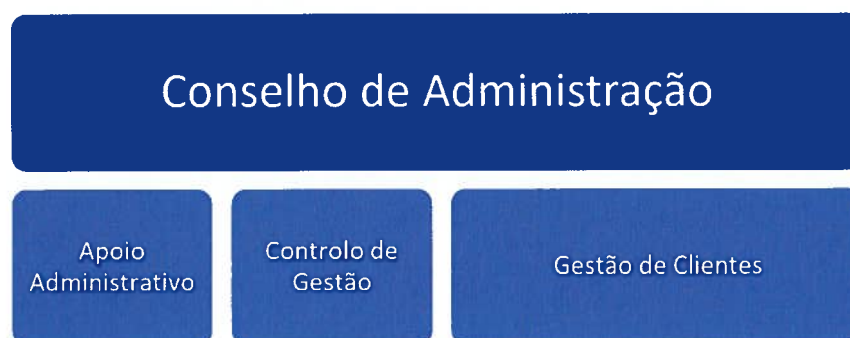 Conselho de Administração
Apoio
Administrativo
Controlo de
Gestão
Gestão de Clientes